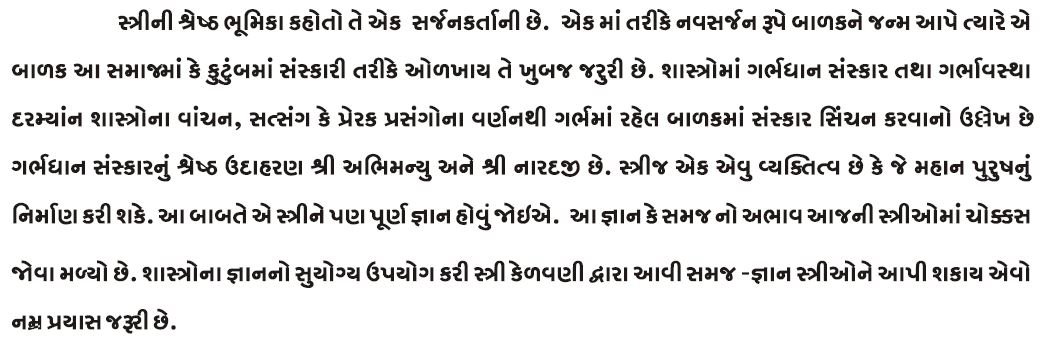 સ્ત્રીની શ્રેષ્ઠ ભૂમિકા કહોતો તે એક  સર્જનકર્તાની છે.  એક માં તરીકે નવસર્જન રૂપે બાળકને જન્મ આપે ત્યારે એ
બાળક આ સમાજમાં કે કુટુંબમાં સંસ્કારી તરીકે ઓળખાય તે ખુબજ જરુરી છે. શાસ્ત્રોમાં ગર્ભધાન સંસ્કાર તથા ગર્ભાવસ્થા
દરમ્યાંન શાસ્ત્રોના વાંચન, સત્સંગ કે પ્રેરક પ્રસંગોના વર્ણનથી ગર્ભમાં રહેલ બાળકમાં સંસ્કાર સિંચન કરવાનો ઉલ્લેખ છે
ગર્ભધાન સંસ્કારનું શ્રેષ્ઠ ઉદાહરણ શ્રી અભિમન્યુ અને શ્રી નારદજી છે. સ્ત્રીજ એક એવુ વ્યક્તિત્વ છે કે જે મહાન પુરુષનું
નિર્માણ કરી શકે. આ બાબતે એ સ્ત્રીને પણ પૂર્ણ જ્ઞાન હોવું જોઇએ.  આ જ્ઞાન કે સમજ નો અભાવ આજની સ્ત્રીઓમાં ચોક્કસ
જોવા મળ્યો છે. શાસ્ત્રોના જ્ઞાનનો સુયોગ્ય ઉપયોગ કરી સ્ત્રી કેળવણી દ્વારા આવી સમજ -જ્ઞાન સ્ત્રીઓને આપી શકાય એવો
નમ્ર પ્રયાસ જરૂરી છે.